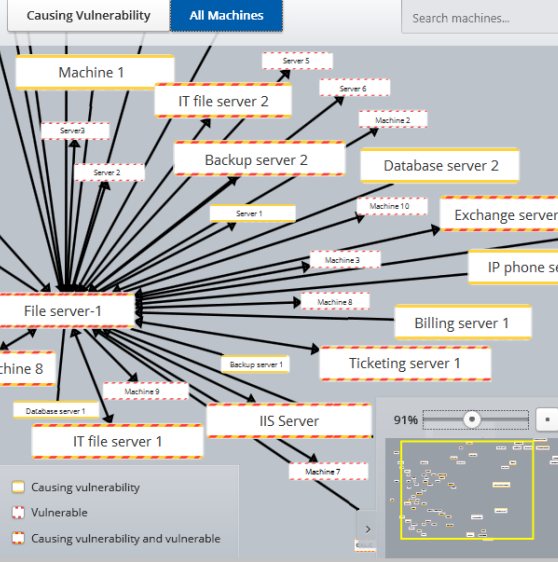 Causing Vulnerability
All Machines
Search machines...
Server 5
Machine 1
Server 6
IT file server 2
Machine 2
Server3
Backup server 2
Database server 2
Server 2
Machine 10
Server 1
Exchange server
Machine 3
IP phone se
Machine 8
File server-1
Billing server 1
Ticketing server 1
chine 8
Backup server 1
Machine 9
Database server 1
IIS Server
91%
IT file server 1
Machine 7
Causing vulnerability
Vulnerable
Causing vulnerability and vulnerable